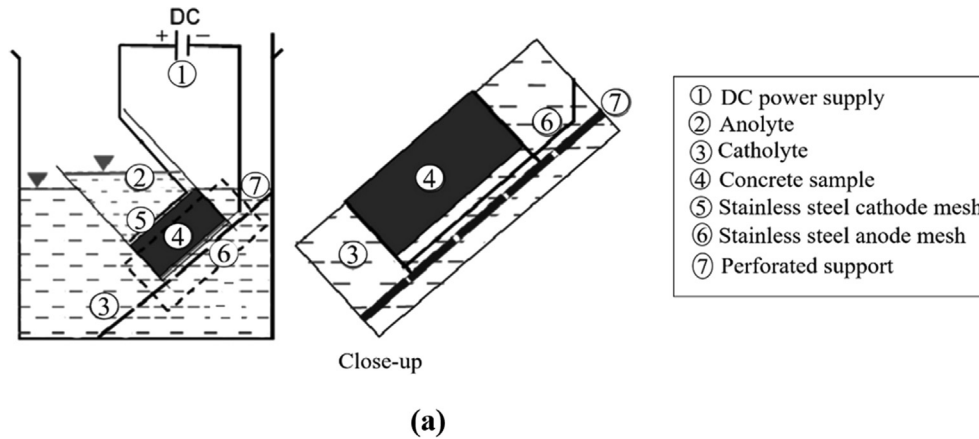 DC
+ −
①
②
⑦
⑤
④
⑥
③
⑦
⑥
④
③
Close-up
① DC power supply
② Anolyte
③ Catholyte
④ Concrete sample
⑤ Stainless steel cathode mesh
⑥ Stainless steel anode mesh
⑦ Perforated support
(a)